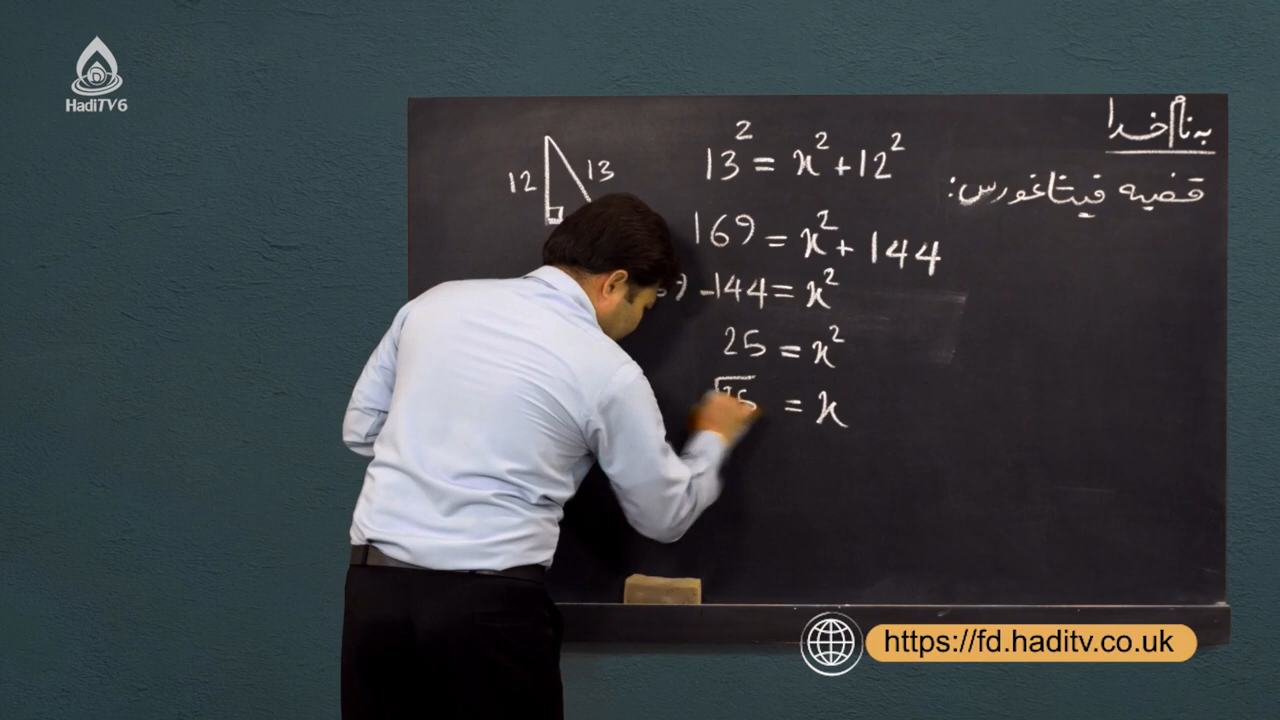 HadiTV6
به نام خدا
قضیه فیثاغورس:
12
13
13² = x² + 12²
169 = x² + 144
-144 = x²
25 = x²
√25 = x
https://fd.haditv.co.uk